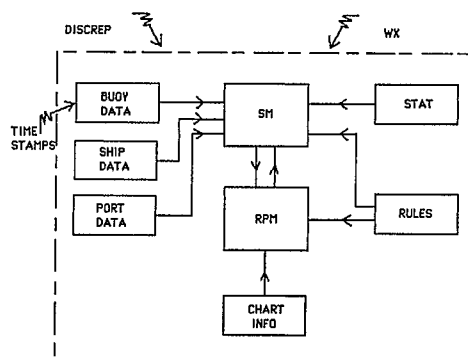 DISCREP
WX
BUOY
DATA
SM
STAT
TIME
STAMPS
SHIP
DATA
PORT
DATA
RPM
RULES
CHART
INFO